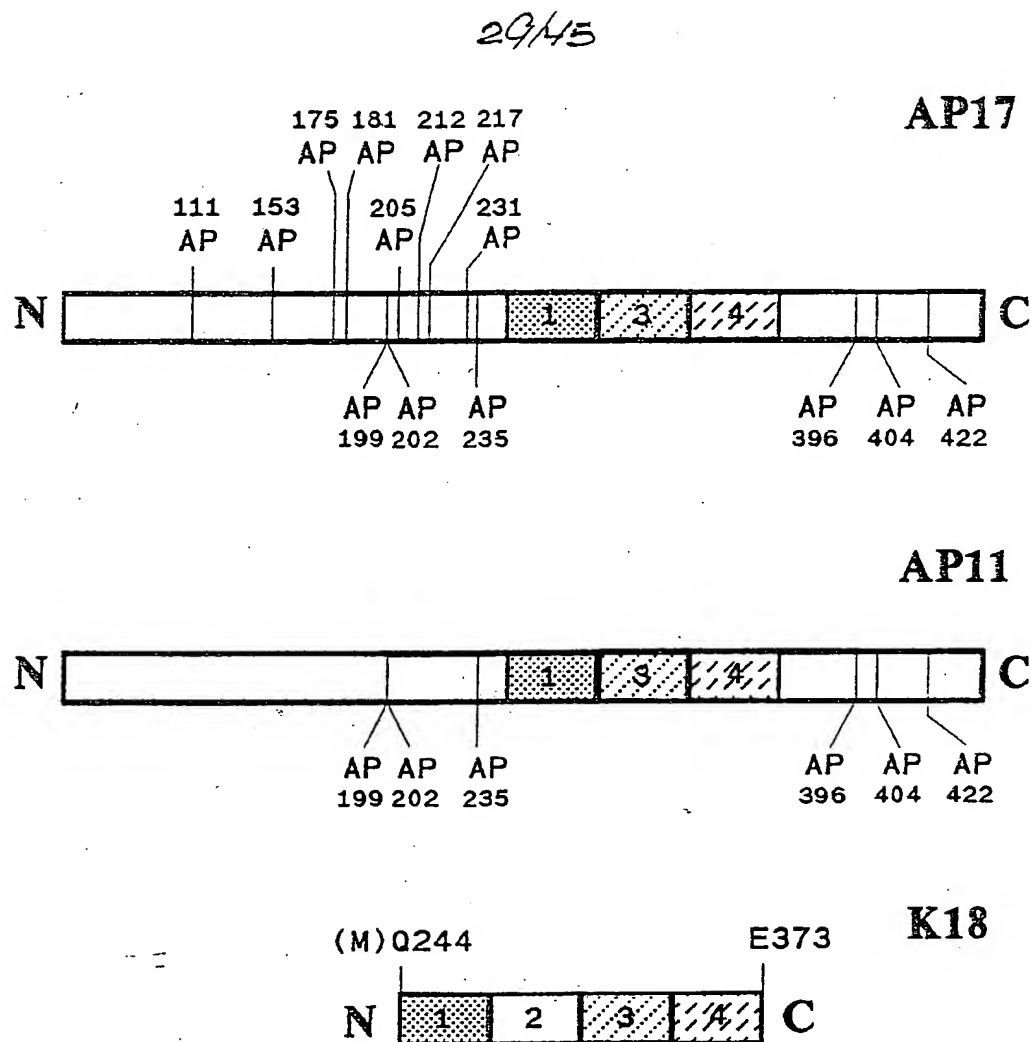 29/45
AP17
175 181 212 217
AP AP AP AP
111 153 205 231
AP AP AP AP
N 1 3 4 C
AP AP AP AP AP AP
199 202 235 396 404 422
AP11
N 1 3 4 C
AP AP AP AP AP AP
199 202 235 396 404 422
K18
(M)Q244 E373
N 1 2 3 4 C